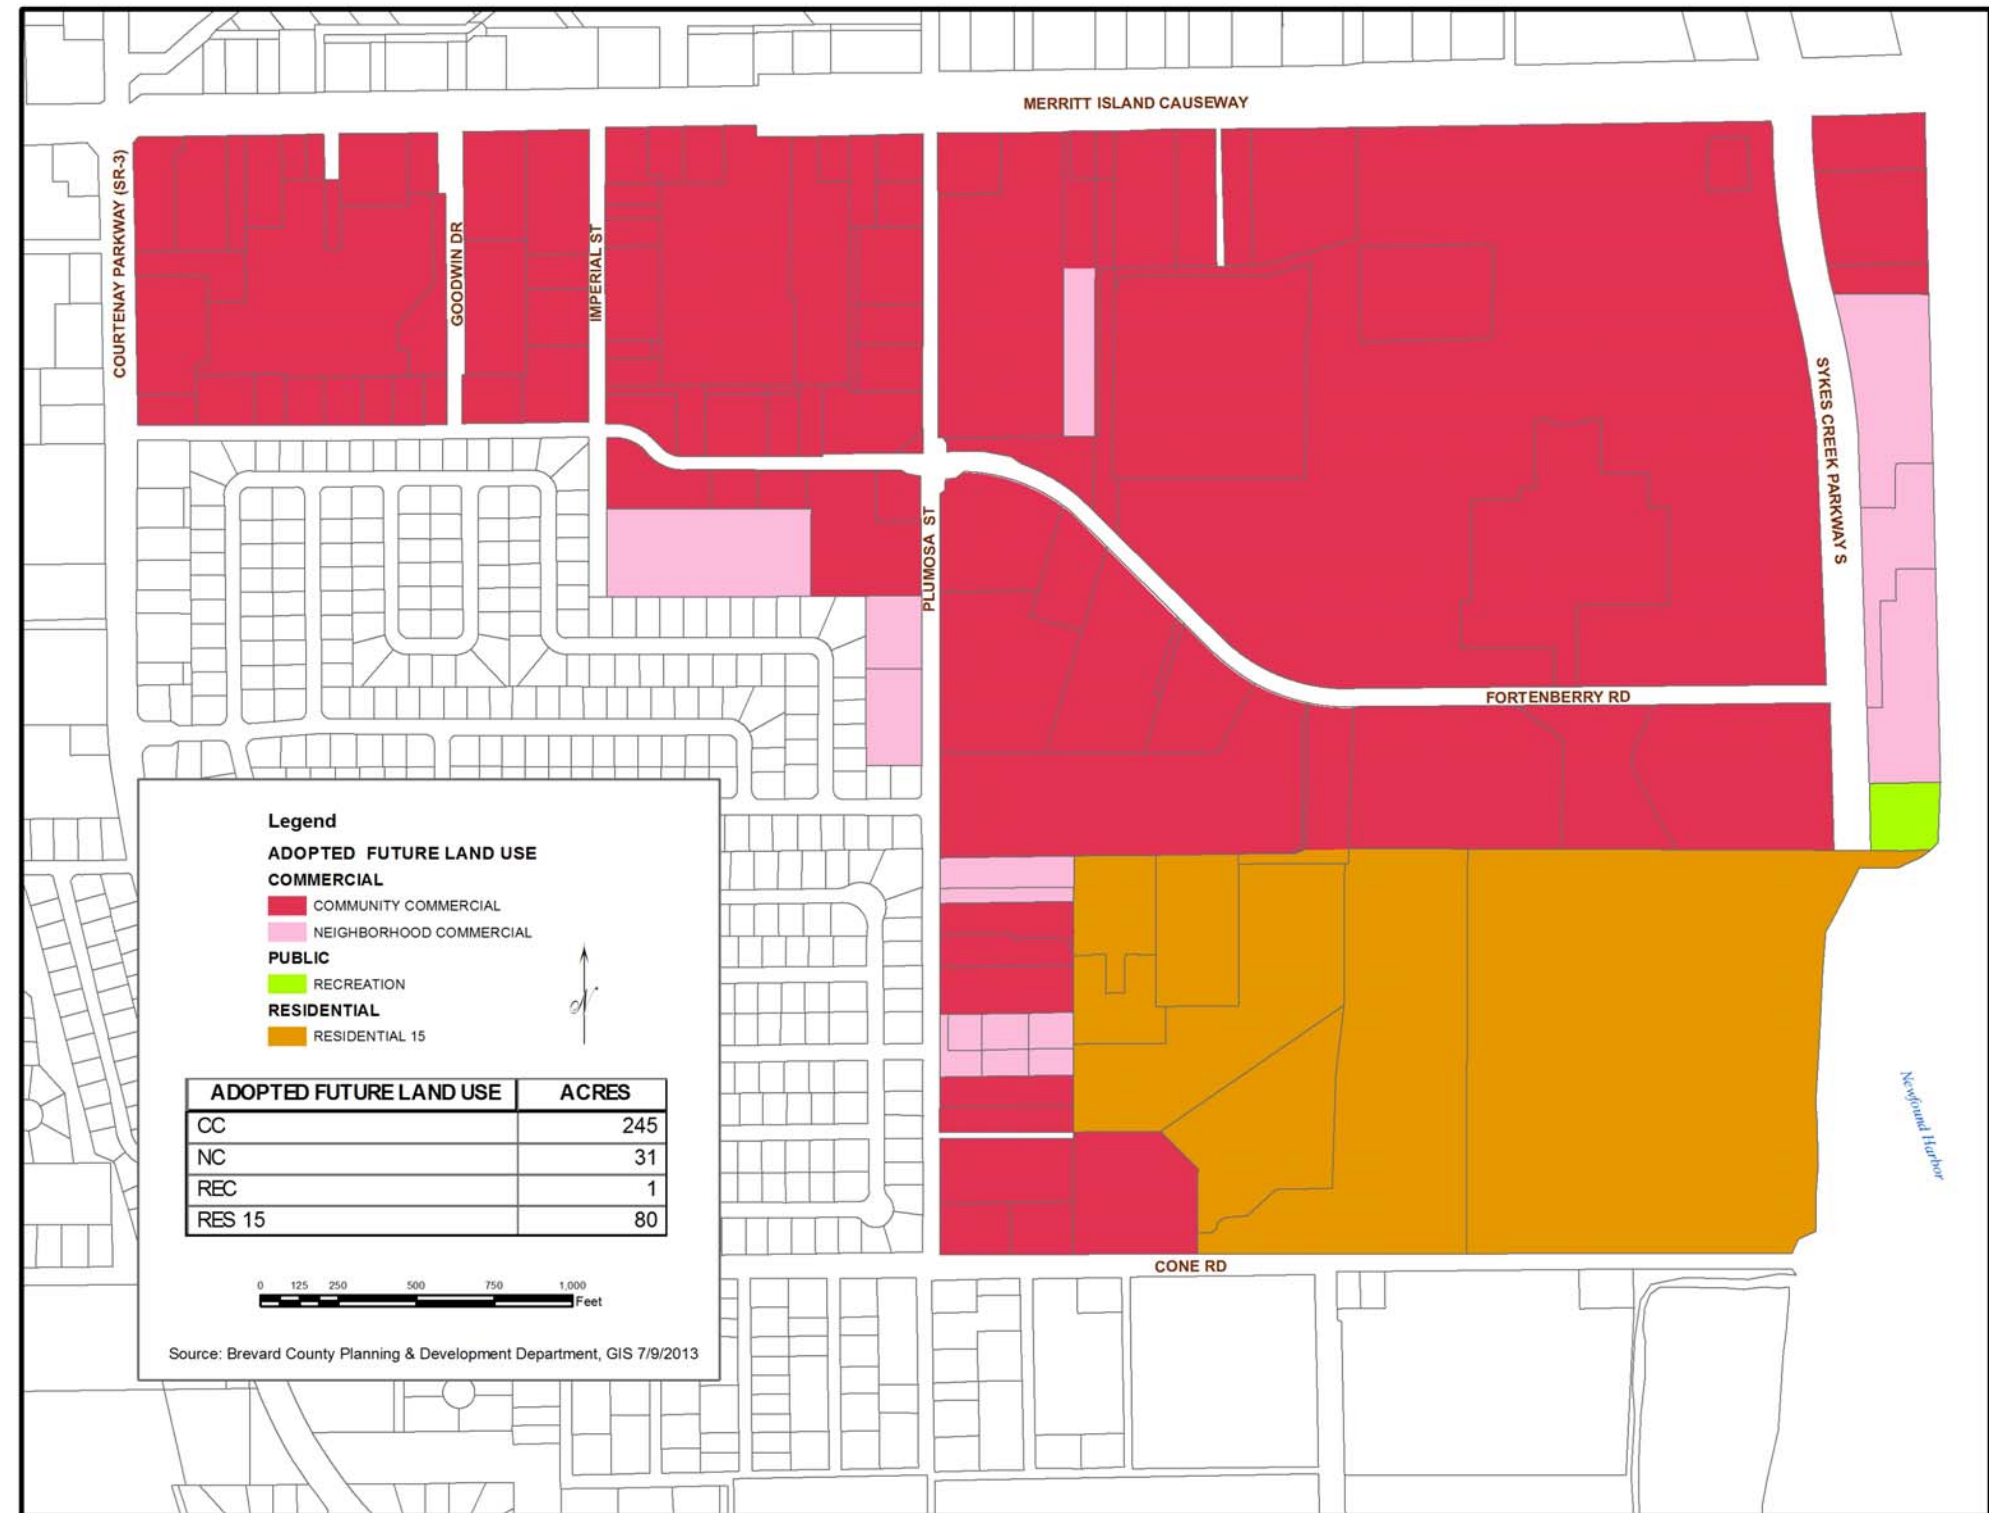 MERRITT ISLAND CAUSEWAY
COURTENAY PARKWAY (SR-3)
GOODWIN DR
IMPERIAL ST
PLUMOSA ST
SYKES CREEK PARKWAY S
FORTENBERRY RD
CONE RD
Newfound Harbor
Legend
ADOPTED FUTURE LAND USE
COMMERCIAL
COMMUNITY COMMERCIAL
NEIGHBORHOOD COMMERCIAL
PUBLIC
RECREATION
RESIDENTIAL
RESIDENTIAL 15
N
ADOPTED FUTURE LAND USE ACRES
CC 245
NC 31
REC 1
RES 15 80
0 125 250 500 750 1,000
Feet
Source: Brevard County Planning & Development Department, GIS 7/9/2013